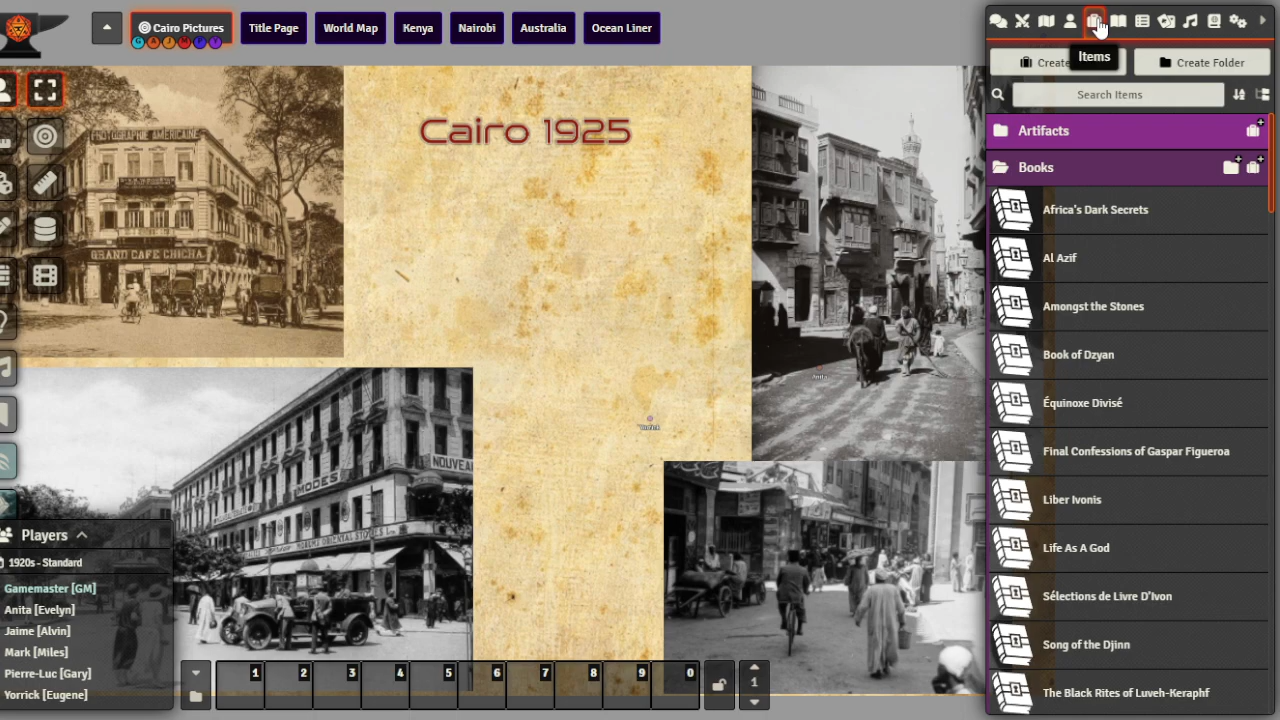 Cairo Pictures
G A J M P Y
Title Page
World Map
Kenya
Nairobi
Australia
Ocean Liner
Items
Create
Create Folder
Search Items
Artifacts
Books
Africa's Dark Secrets
Al Azif
Amongst the Stones
Book of Dzyan
Équinoxe Divisé
Final Confessions of Gaspar Figueroa
Liber Ivonis
Life As A God
Sélections de Livre D'Ivon
Song of the Djinn
The Black Rites of Luveh-Keraphf
Cairo 1925
PHOTOGRAPHIE AMERICAINE
GRAND CAFE CHICHA
Anita
Yorrick
MODES
NOUVEAU
Players
1920s - Standard
Gamemaster [GM]
Anita [Evelyn]
Jaime [Alvin]
Mark [Miles]
Pierre-Luc [Gary]
Yorrick [Eugene]
1 2 3 4 5 6 7 8 9 0
1